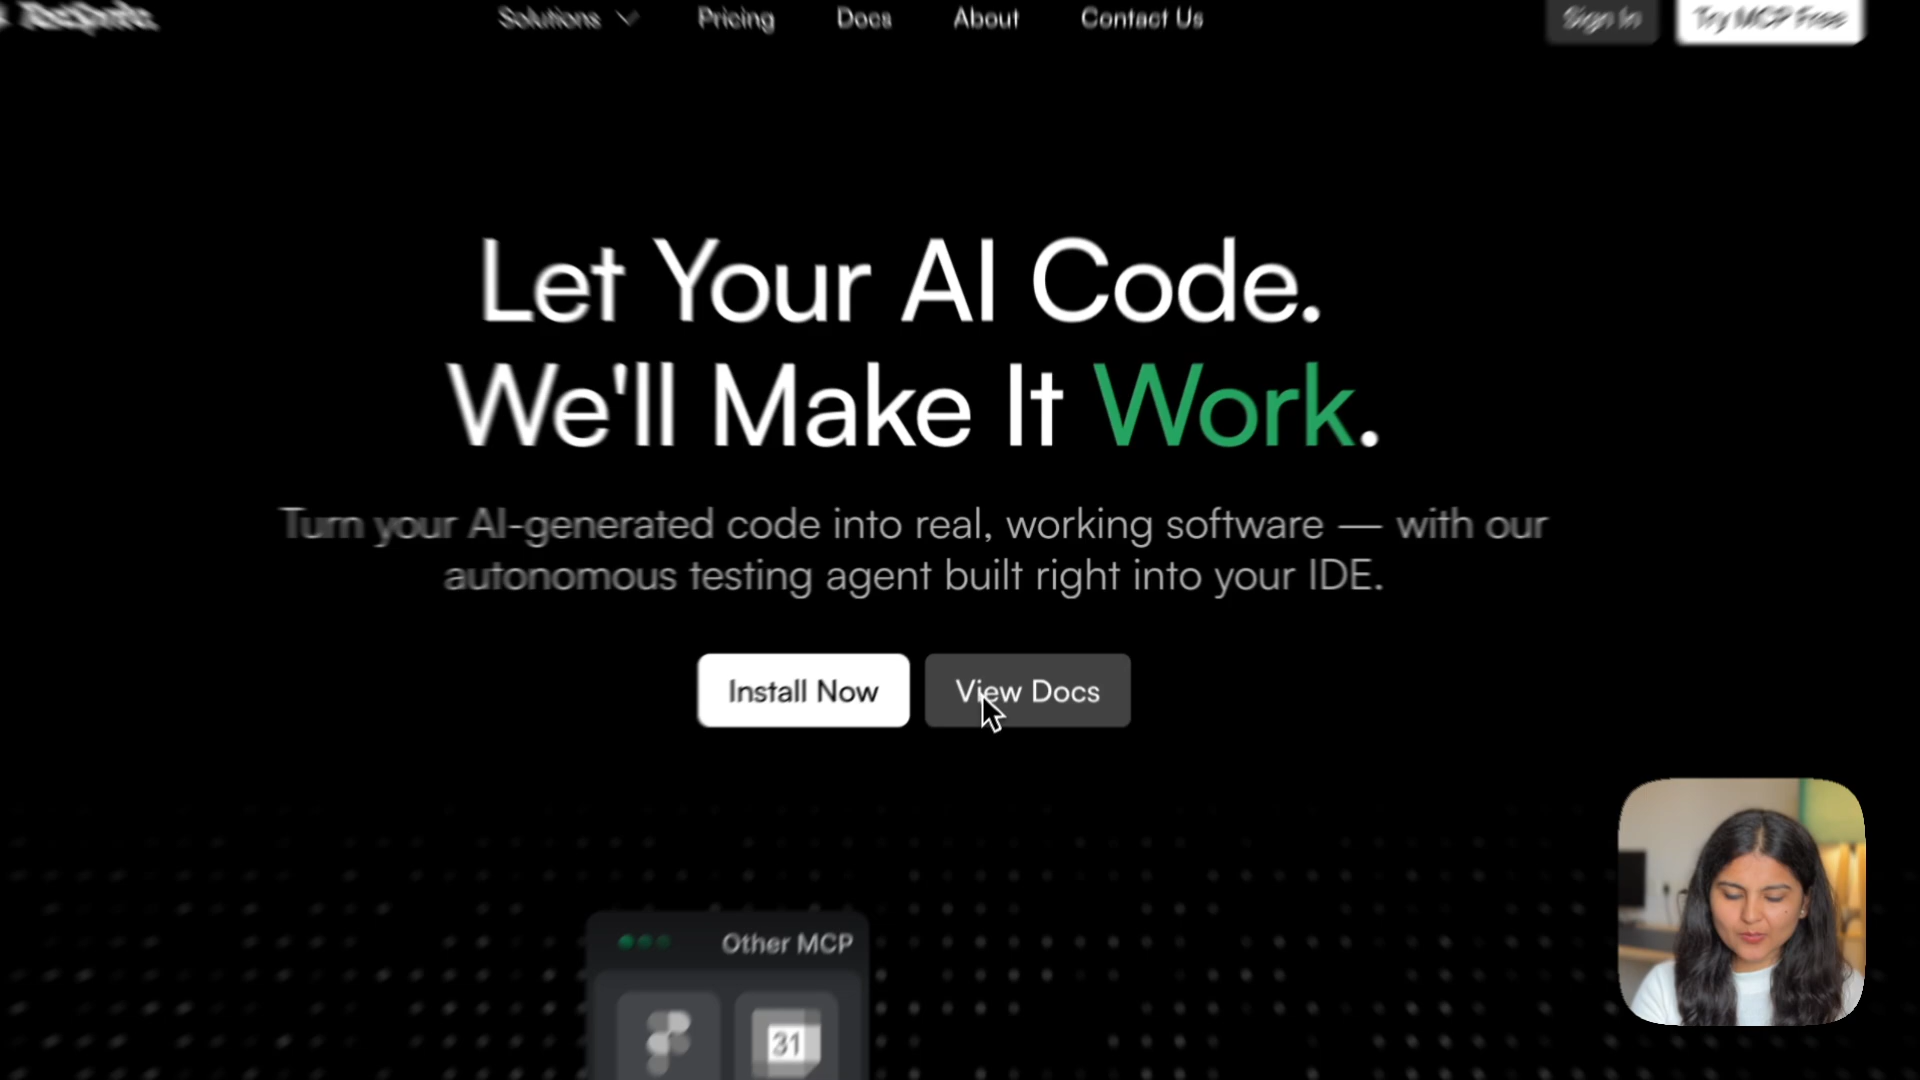 TestSprite.
Solutions
Pricing
Docs
About
Contact Us
Sign In
Try MCP Free
Let Your AI Code.
We'll Make It Work.
Turn your AI-generated code into real, working software — with our
autonomous testing agent built right into your IDE.
Install Now
View Docs
Other MCP
31